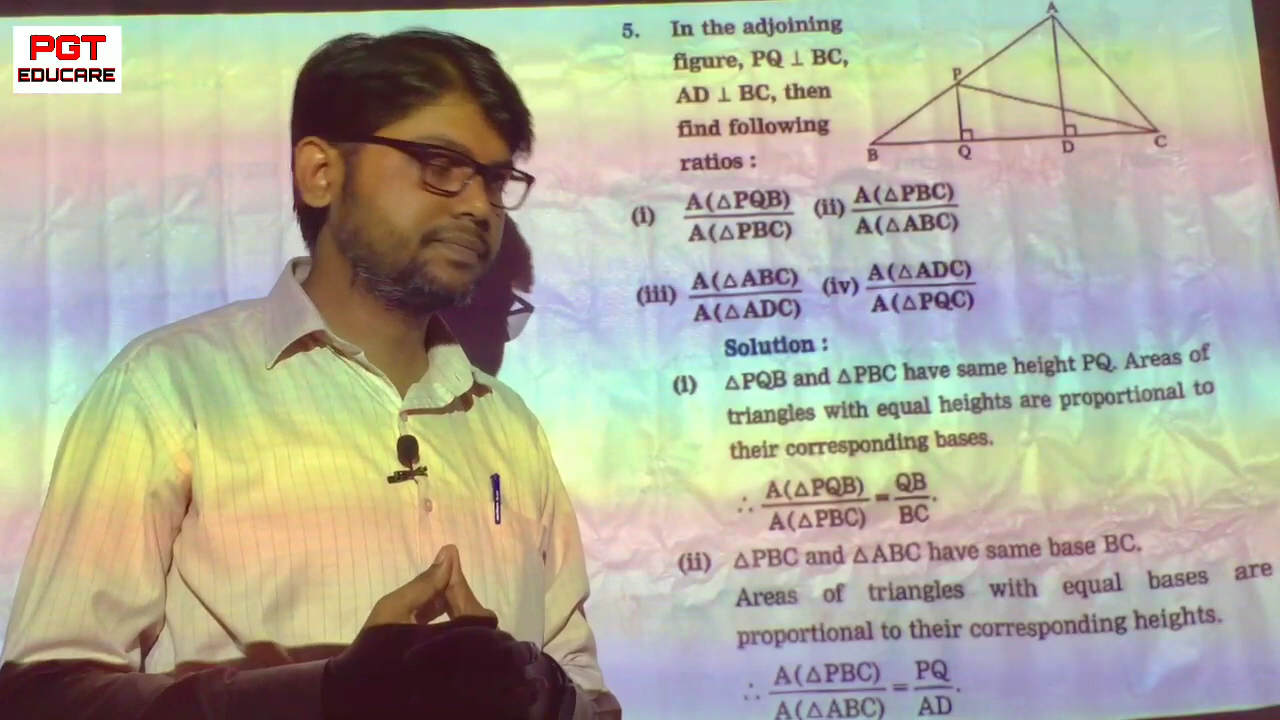 PGT
EDUCARE
5. In the adjoining
figure, PQ ⊥ BC,
AD ⊥ BC, then
find following
ratios :
A
P
B
Q
D
C
(i) A(△PQB) / A(△PBC) (ii) A(△PBC) / A(△ABC)
(iii) A(△ABC) / A(△ADC) (iv) A(△ADC) / A(△PQC)
Solution :
(i) △PQB and △PBC have same height PQ. Areas of
triangles with equal heights are proportional to
their corresponding bases.
∴ A(△PQB) / A(△PBC) = QB / BC.
(ii) △PBC and △ABC have same base BC.
Areas of triangles with equal bases are
proportional to their corresponding heights.
∴ A(△PBC) / A(△ABC) = PQ / AD.